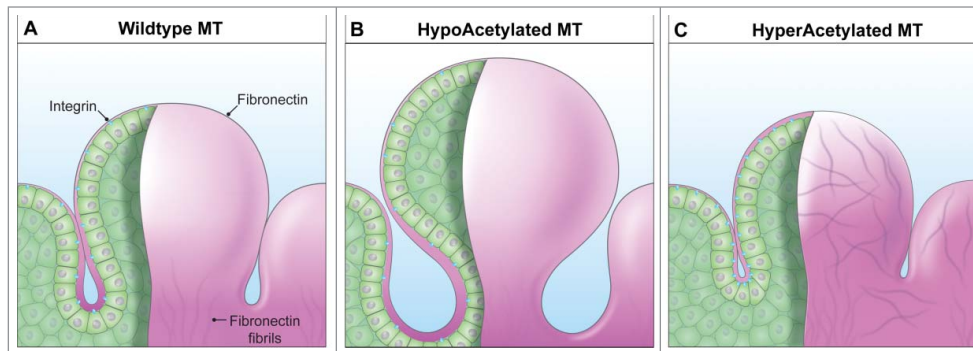 A
Wildtype MT
B
HypoAcetylated MT
C
HyperAcetylated MT
Integrin
Fibronectin
Fibronectin
fibrils